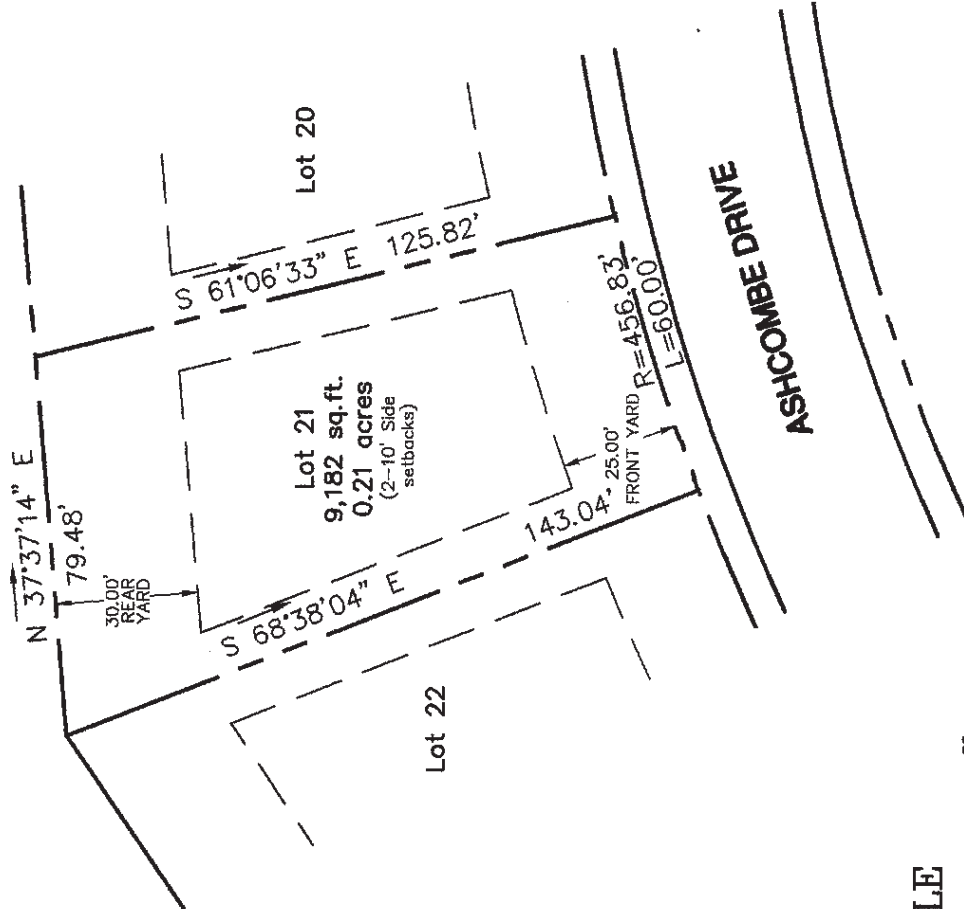 N 37°37'14" E
79.48'
30.00'
REAR
YARD
S 61°06'33" E 125.82'
Lot 20
Lot 21
9,182 sq.ft.
0.21 acres
(2-10' Side
setbacks)
S 68°38'04" E 143.04'
25.00'
FRONT YARD
R=456.83'
L=60.00'
Lot 22
ASHCOMBE DRIVE
LE